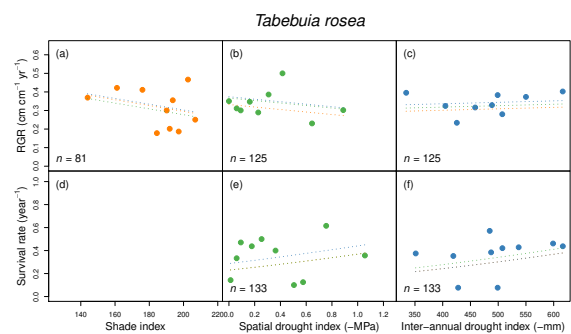 Tabebuia rosea
(a) (b) (c)
RGR (cm cm⁻¹ yr⁻¹)
0.6
0.5
0.4
0.3
0.2
0.1
0.0
n = 81 n = 125 n = 125
(d) (e) (f)
Survival rate (year⁻¹)
1.0
0.8
0.6
0.4
0.2
0.0
n = 133 n = 133
140 160 180 200 220 0.0 0.2 0.4 0.6 0.8 1.0 1.2 350 400 450 500 550 600
Shade index Spatial drought index (−MPa) Inter−annual drought index (−mm)